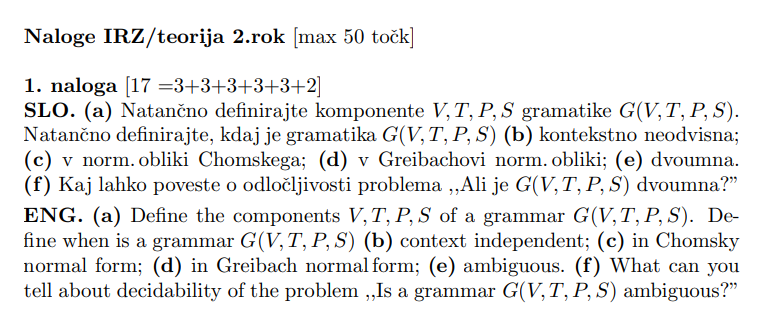 Naloge IRZ/teorija 2.rok [max 50 točk]
1. naloga [17 =3+3+3+3+3+2]
SLO. (a) Natančno definirajte komponente V, T, P, S gramatike G(V, T, P, S).
Natančno definirajte, kdaj je gramatika G(V, T, P, S) (b) kontekstno neodvisna;
(c) v norm. obliki Chomskega; (d) v Greibachovi norm. obliki; (e) dvoumna.
(f) Kaj lahko poveste o odločljivosti problema ,,Ali je G(V, T, P, S) dvoumna?”
ENG. (a) Define the components V, T, P, S of a grammar G(V, T, P, S). De-
fine when is a grammar G(V, T, P, S) (b) context independent; (c) in Chomsky
normal form; (d) in Greibach normal form; (e) ambiguous. (f) What can you
tell about decidability of the problem ,,Is a grammar G(V, T, P, S) ambiguous?”